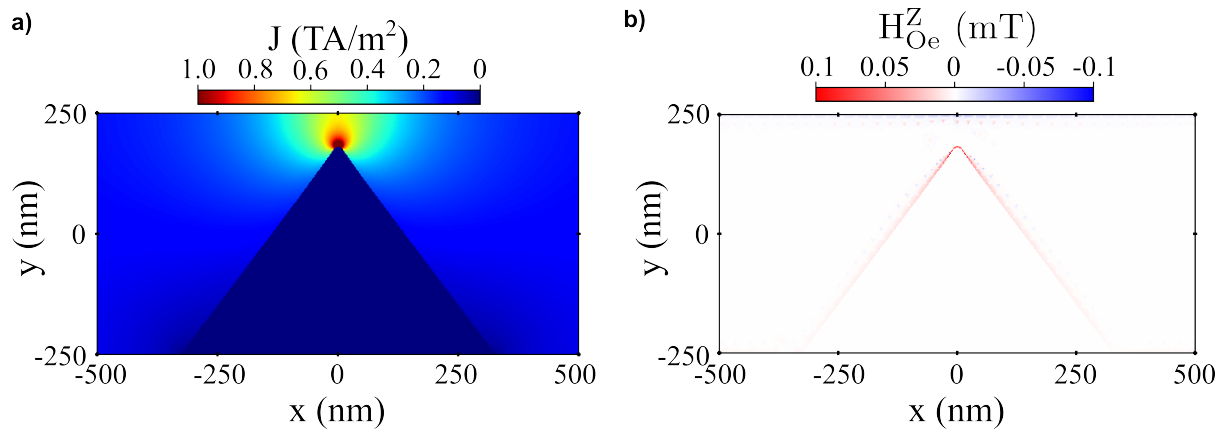 a)
J (TA/m²)
1.0 0.8 0.6 0.4 0.2 0
250
0
-250
y (nm)
-500 -250 0 250 500
x (nm)
b)
H^Z_Oe (mT)
0.1 0.05 0 -0.05 -0.1
250
0
-250
y (nm)
-500 -250 0 250 500
x (nm)